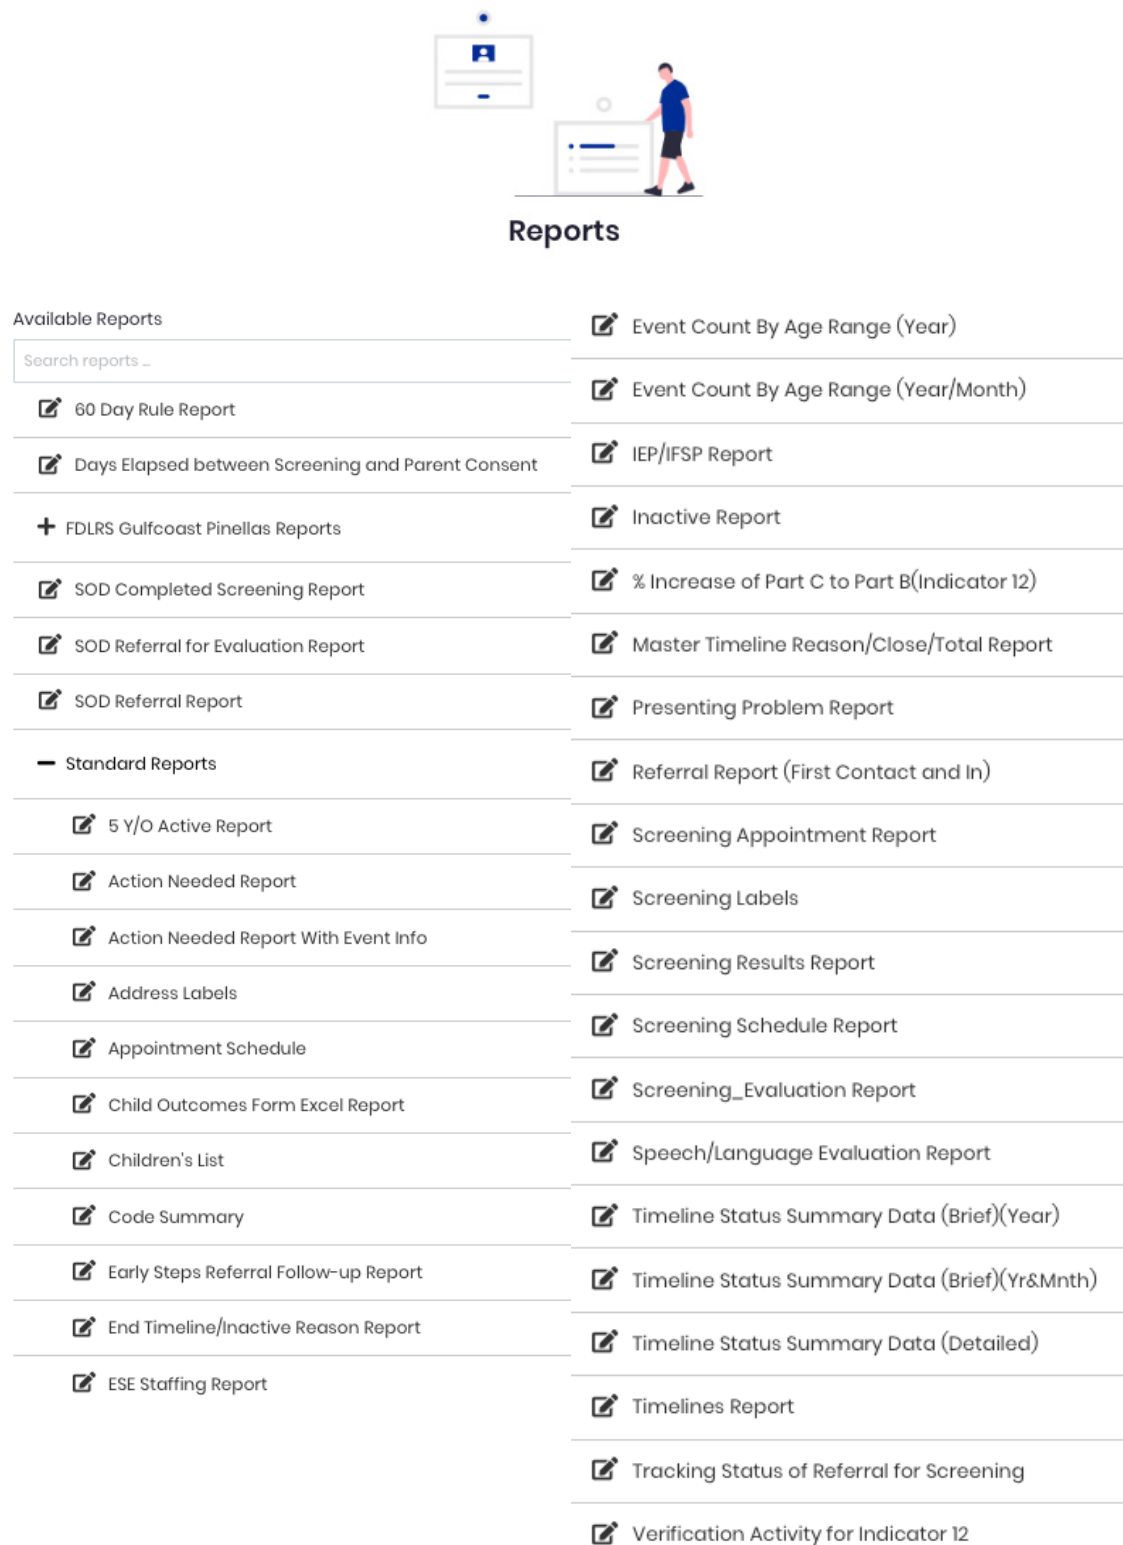 Reports
Available Reports
Search reports ...
60 Day Rule Report
Days Elapsed between Screening and Parent Consent
FDLRS Gulfcoast Pinellas Reports
SOD Completed Screening Report
SOD Referral for Evaluation Report
SOD Referral Report
Standard Reports
5 Y/O Active Report
Action Needed Report
Action Needed Report With Event Info
Address Labels
Appointment Schedule
Child Outcomes Form Excel Report
Children's List
Code Summary
Early Steps Referral Follow-up Report
End Timeline/Inactive Reason Report
ESE Staffing Report
Event Count By Age Range (Year)
Event Count By Age Range (Year/Month)
IEP/IFSP Report
Inactive Report
% Increase of Part C to Part B(Indicator 12)
Master Timeline Reason/Close/Total Report
Presenting Problem Report
Referral Report (First Contact and In)
Screening Appointment Report
Screening Labels
Screening Results Report
Screening Schedule Report
Screening_Evaluation Report
Speech/Language Evaluation Report
Timeline Status Summary Data (Brief)(Year)
Timeline Status Summary Data (Brief)(Yr&Mnth)
Timeline Status Summary Data (Detailed)
Timelines Report
Tracking Status of Referral for Screening
Verification Activity for Indicator 12